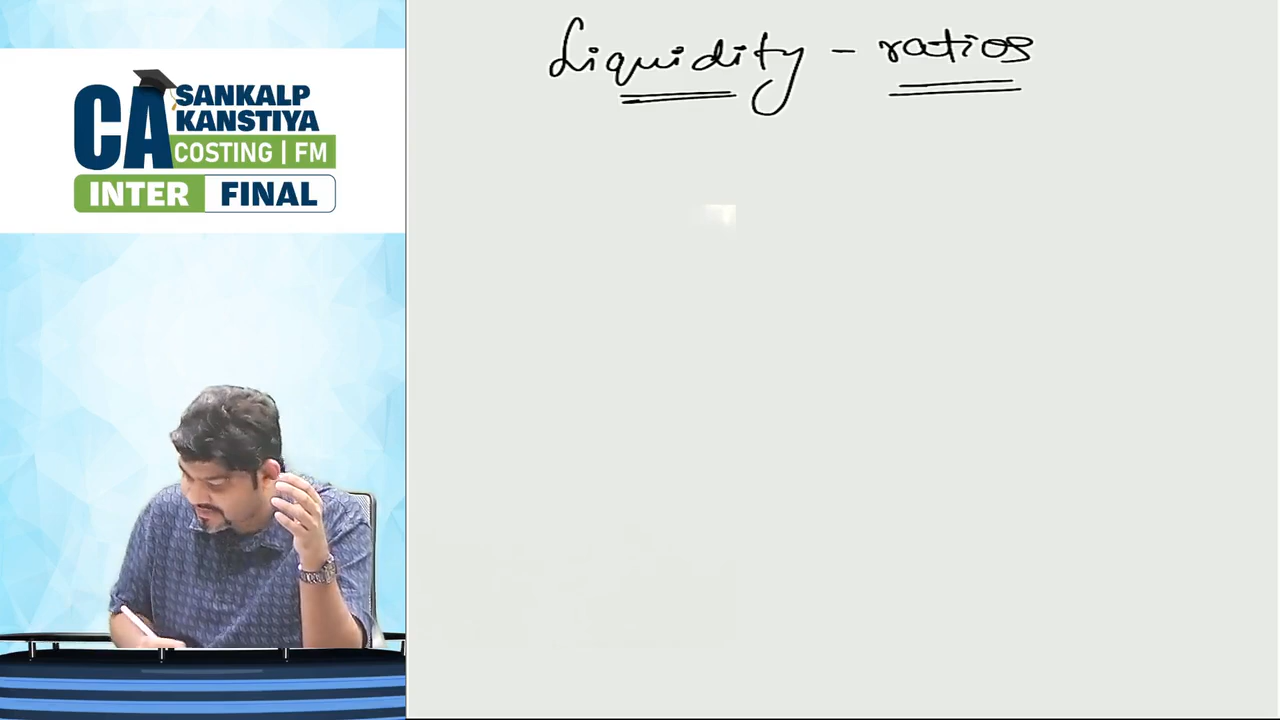 CA SANKALP
KANSTIYA
COSTING | FM
INTER FINAL
Liquidity - ratios